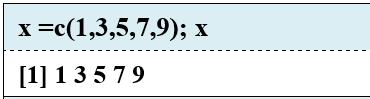 x =c(1,3,5,7,9); x
[1] 1 3 5 7 9